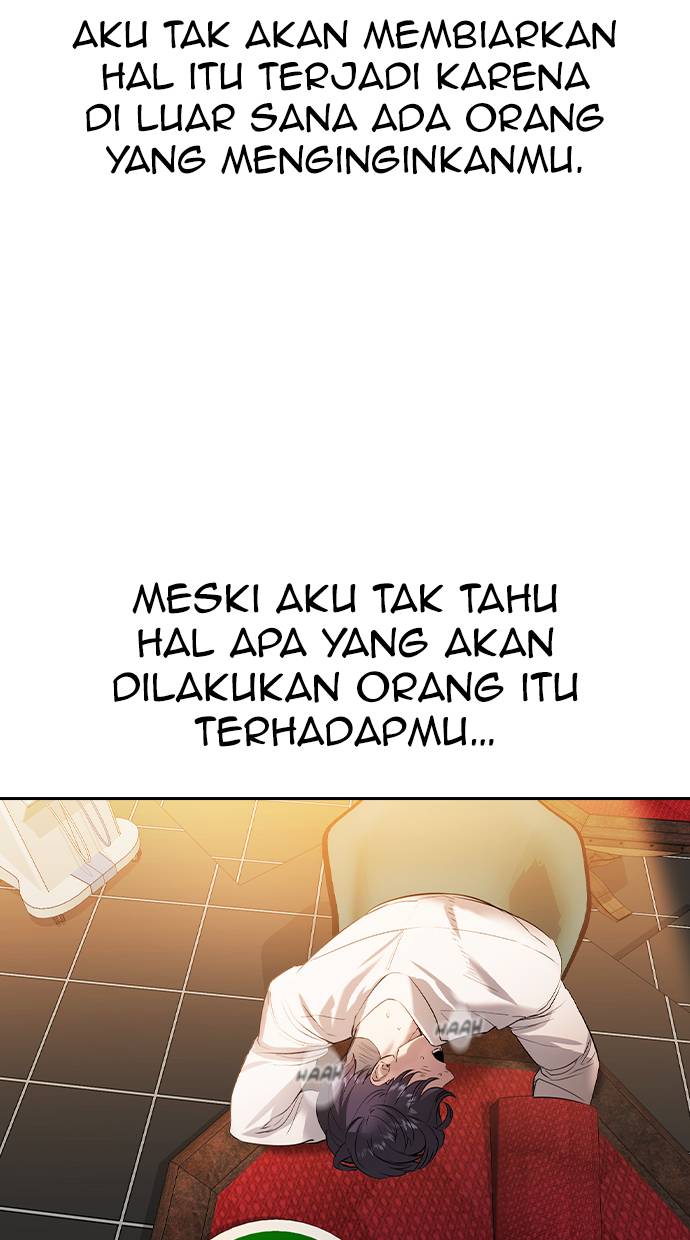 AKU TAK AKAN MEMBIARKAN
HAL ITU TERJADI KARENA
DI LUAR SANA ADA ORANG
YANG MENGINGINKANMU.
MESKI AKU TAK TAHU
HAL APA YANG AKAN
DILAKUKAN ORANG ITU
TERHADAPMU...
HAAH
HAAH